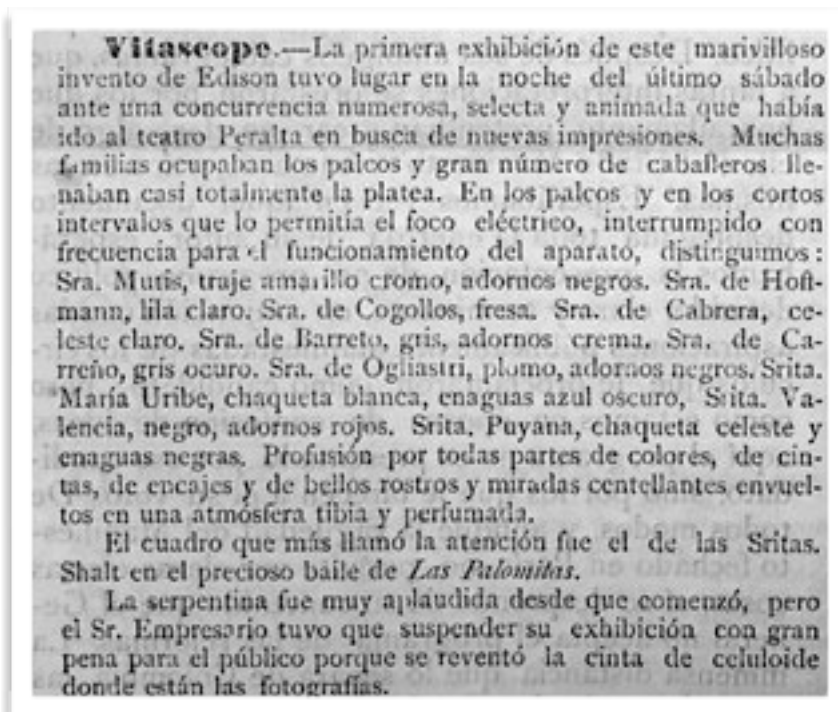 Vitascope.—La primera exhibición de este marivilloso
invento de Edison tuvo lugar en la noche del último sábado
ante una concurrencia numerosa, selecta y animada que había
ido al teatro Peralta en busca de nuevas impresiones. Muchas
familias ocupaban los palcos y gran número de caballeros lle-
naban casi totalmente la platea. En los palcos y en los cortos
intervalos que lo permitía el foco eléctrico, interrumpido con
frecuencia para el funcionamiento del aparato, distinguimos:
Sra. Mutis, traje amarillo cromo, adornos negros. Sra. de Hoff-
mann, lila claro. Sra. de Cogollos, fresa. Sra. de Cabrera, ce-
leste claro. Sra. de Barreto, gris, adornos crema. Sra. de Ca-
rreño, gris ocuro. Sra. de Ogliastri, plomo, adornos negros. Srita.
María Uribe, chaqueta blanca, enaguas azul oscuro, Srita. Va-
lencia, negro, adornos rojos. Srita. Puyana, chaqueta celeste y
enaguas negras. Profusión por todas partes de colores, de cin-
tas, de encajes y de bellos rostros y miradas centellantes envuel-
tos en una atmósfera tibia y perfumada.
El cuadro que más llamó la atención fue el de las Sritas.
Shalt en el precioso baile de Las Palomitas.
La serpentina fue muy aplaudida desde que comenzó, pero
el Sr. Empresario tuvo que suspender su exhibición con gran
pena para el público porque se reventó la cinta de celuloide
donde están las fotografías.